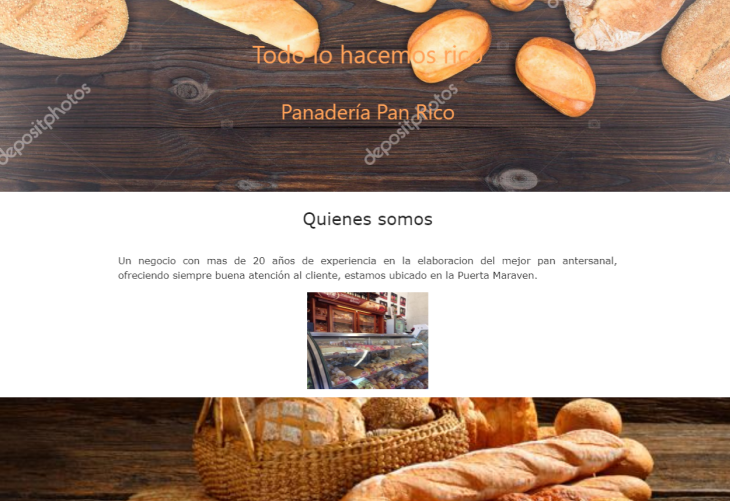 Todo lo hacemos rico
depositphotos
depositphotos
Panadería Pan Rico
Quienes somos
Un negocio con mas de 20 años de experiencia en la elaboracion del mejor pan antersanal,
ofreciendo siempre buena atención al cliente, estamos ubicado en la Puerta Maraven.